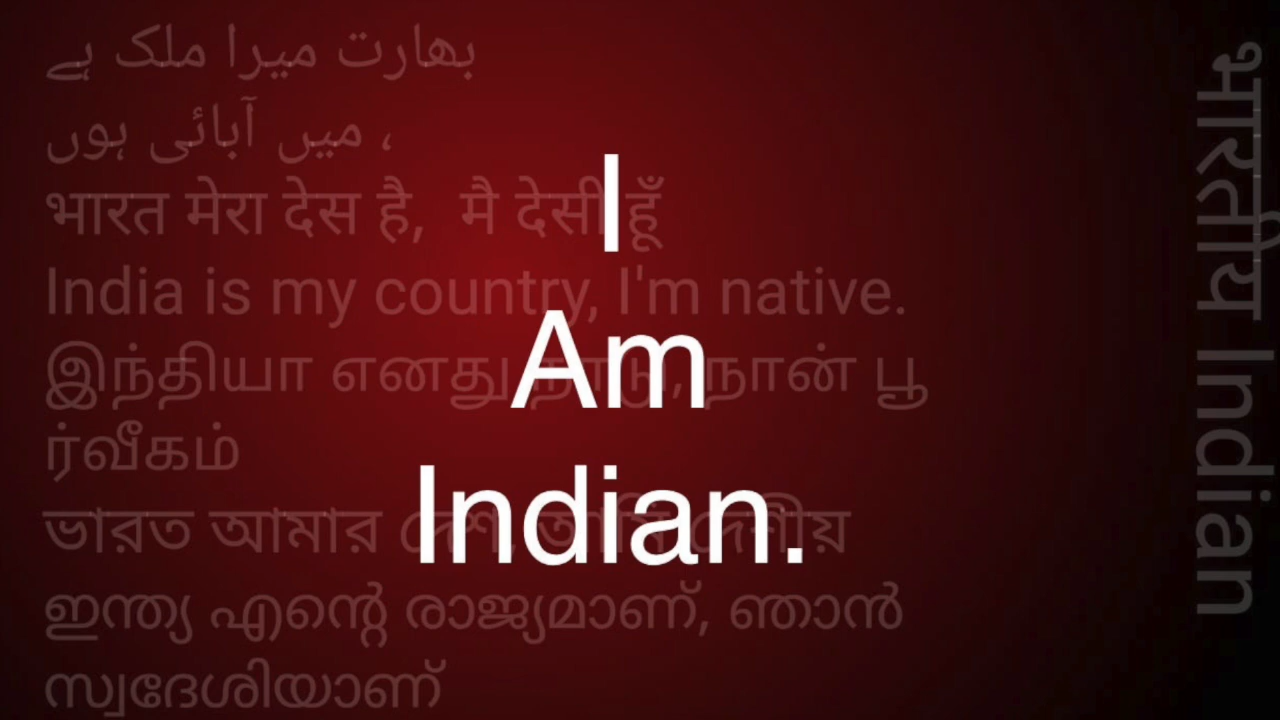 بھارت میرا ملک ہے
، میں آبائی ہوں
भारत मेरा देस है, मै देसी हूँ
India is my country, I'm native.
இந்தியா எனது நாடு, நான் பூ
ர்வீகம்
ভারত আমার দেশ, আমি দেশীয়
ഇന്ത്യ എന്റെ രാജ്യമാണ്, ഞാൻ
സ്വദേശിയാണ്
I
Am
Indian.
भारतीय Indian